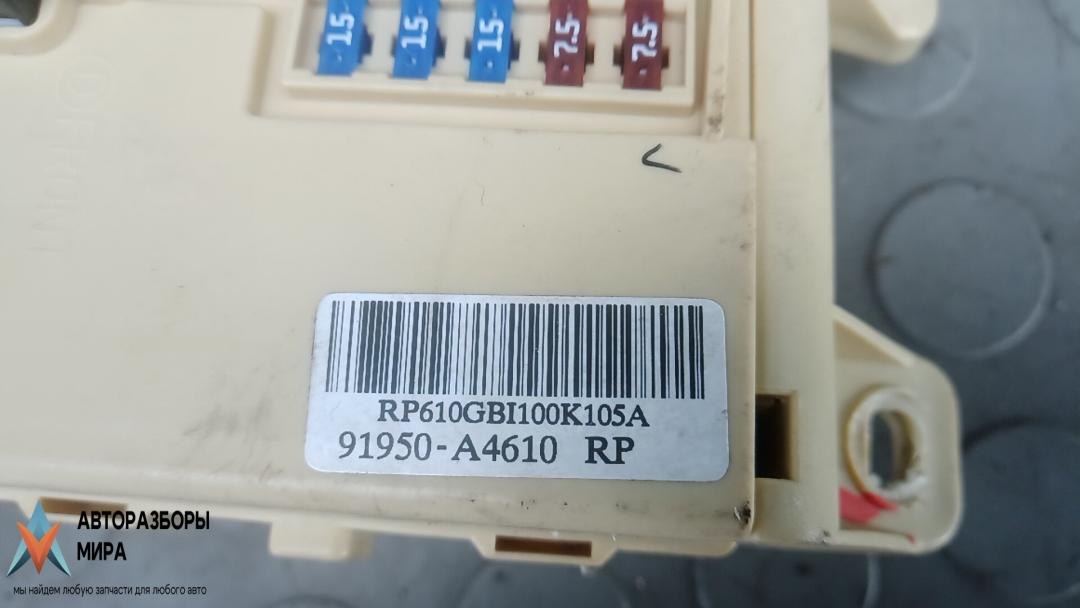 15 15 15 7.5 7.5
RP610GBI100K105A
91950-A4610 RP
АВТОРАЗБОРЫ
МИРА
мы найдем любую запчасти для любого авто